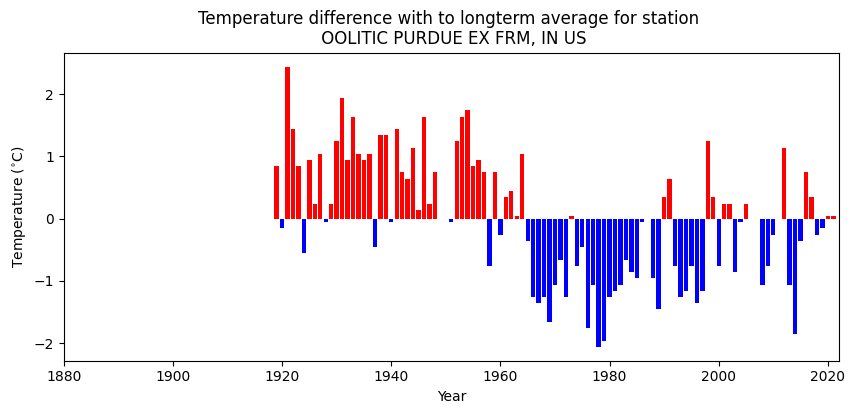 Temperature difference with to longterm average for station
OOLITIC PURDUE EX FRM, IN US
Temperature (°C)
2
1
0
−1
−2
1880 1900 1920 1940 1960 1980 2000 2020
Year